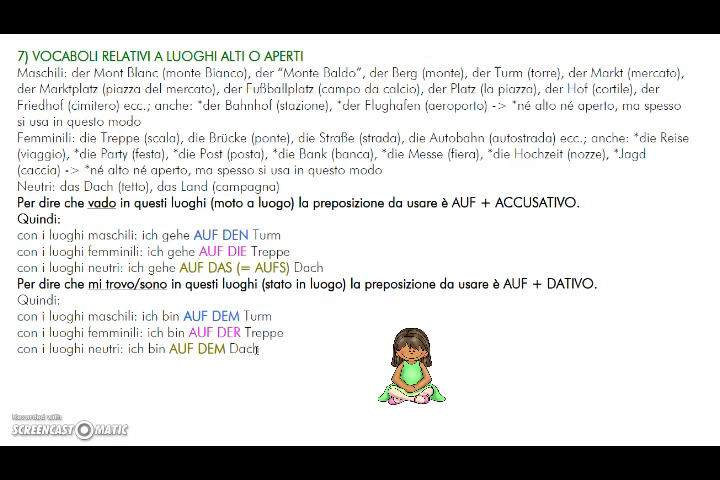 7) VOCABOLI RELATIVI A LUOGHI ALTI O APERTI
Maschili: der Mont Blanc (monte Bianco), der “Monte Baldo”, der Berg (monte), der Turm (torre), der Markt (mercato),
der Marktplatz (piazza del mercato), der Fußballplatz (campo da calcio), der Platz (la piazza), der Hof (cortile), der
Friedhof (cimitero) ecc.; anche: *der Bahnhof (stazione), *der Flughafen (aeroporto) -> *né alto né aperto, ma spesso
si usa in questo modo
Femminili: die Treppe (scala), die Brücke (ponte), die Straße (strada), die Autobahn (autostrada) ecc.; anche: *die Reise
(viaggio), *die Party (festa), *die Post (posta), *die Bank (banca), *die Messe (fiera), *die Hochzeit (nozze), *Jagd
(caccia) -> *né alto né aperto, ma spesso si usa in questo modo
Neutri: das Dach (tetto), das Land (campagna)
Per dire che vado in questi luoghi (moto a luogo) la preposizione da usare è AUF + ACCUSATIVO.
Quindi:
con i luoghi maschili: ich gehe AUF DEN Turm
con i luoghi femminili: ich gehe AUF DIE Treppe
con i luoghi neutri: ich gehe AUF DAS (= AUFS) Dach
Per dire che mi trovo/sono in questi luoghi (stato in luogo) la preposizione da usare è AUF + DATIVO.
Quindi:
con i luoghi maschili: ich bin AUF DEM Turm
con i luoghi femminili: ich bin AUF DER Treppe
con i luoghi neutri: ich bin AUF DEM Dach
Recorded with
SCREENCAST-O-MATIC